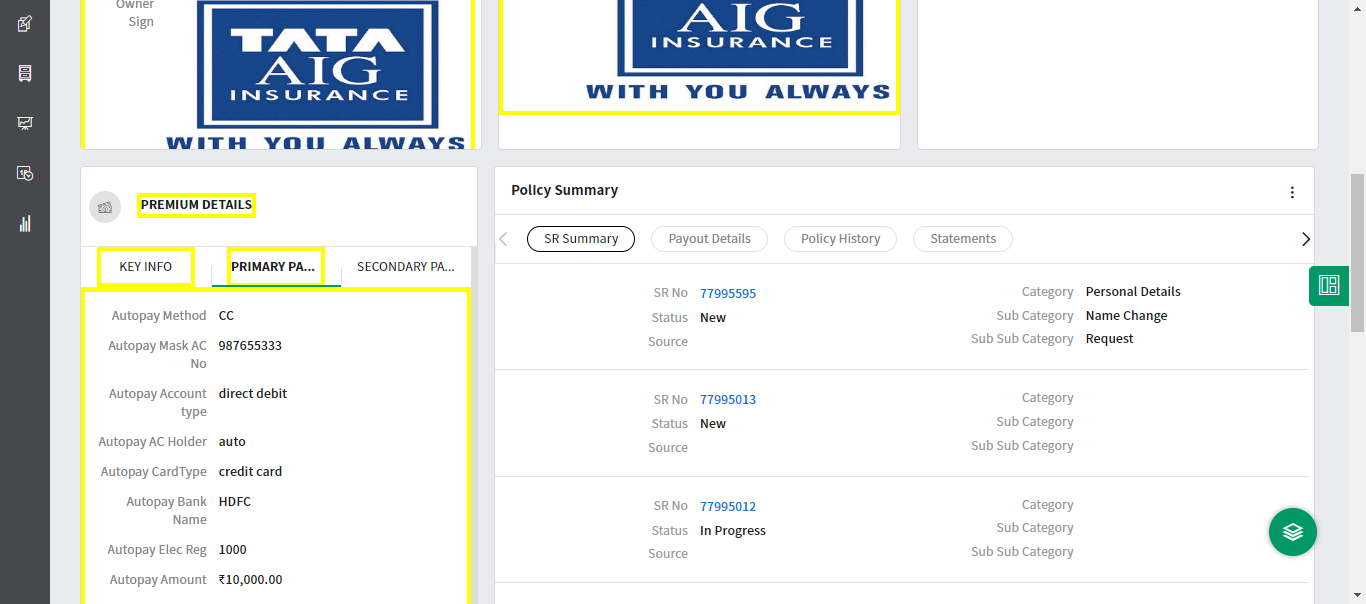 Owner
Sign
TATA
AIG
INSURANCE
WITH YOU ALWAYS
AIG
INSURANCE
WITH YOU ALWAYS
PREMIUM DETAILS
KEY INFO
PRIMARY PA...
SECONDARY PA...
Autopay Method CC
Autopay Mask AC
No
987655333
Autopay Account
type
direct debit
Autopay AC Holder auto
Autopay CardType credit card
Autopay Bank
Name
HDFC
Autopay Elec Reg 1000
Autopay Amount ₹10,000.00
Policy Summary
SR Summary
Payout Details
Policy History
Statements
SR No 77995595
Status New
Source
Category Personal Details
Sub Category Name Change
Sub Sub Category Request
SR No 77995013
Status New
Source
Category
Sub Category
Sub Sub Category
SR No 77995012
Status In Progress
Source
Category
Sub Category
Sub Sub Category